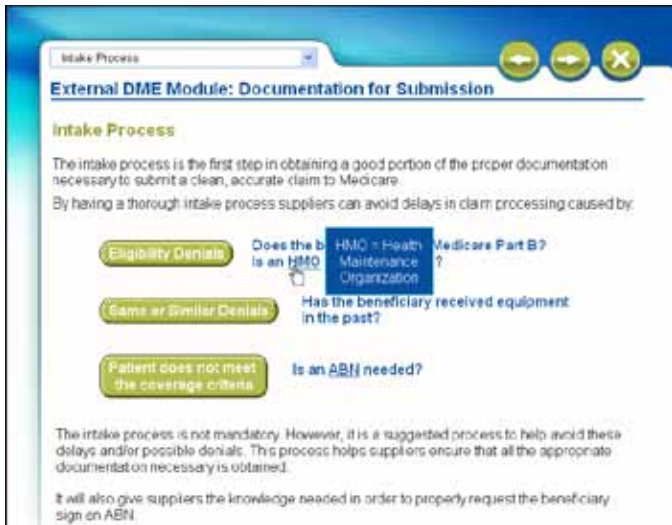 Intake Process
External DME Module: Documentation for Submission
Intake Process
The intake process is the first step in obtaining a good portion of the proper documentation
necessary to submit a clean, accurate claim to Medicare.
By having a thorough intake process suppliers can avoid delays in claim processing caused by:
Eligibility Denials
Does the b Medicare Part B?
Is an HMO ?
HMO = Health
Maintenance
Organization
Same or Similar Denials
Has the beneficiary received equipment
in the past?
Patient does not meet
the coverage criteria
Is an ABN needed?
The intake process is not mandatory. However, it is a suggested process to help avoid these
delays and/or possible denials. This process helps suppliers ensure that all the appropriate
documentation necessary is obtained.
It will also give suppliers the knowledge needed in order to properly request the beneficiary
sign an ABN.